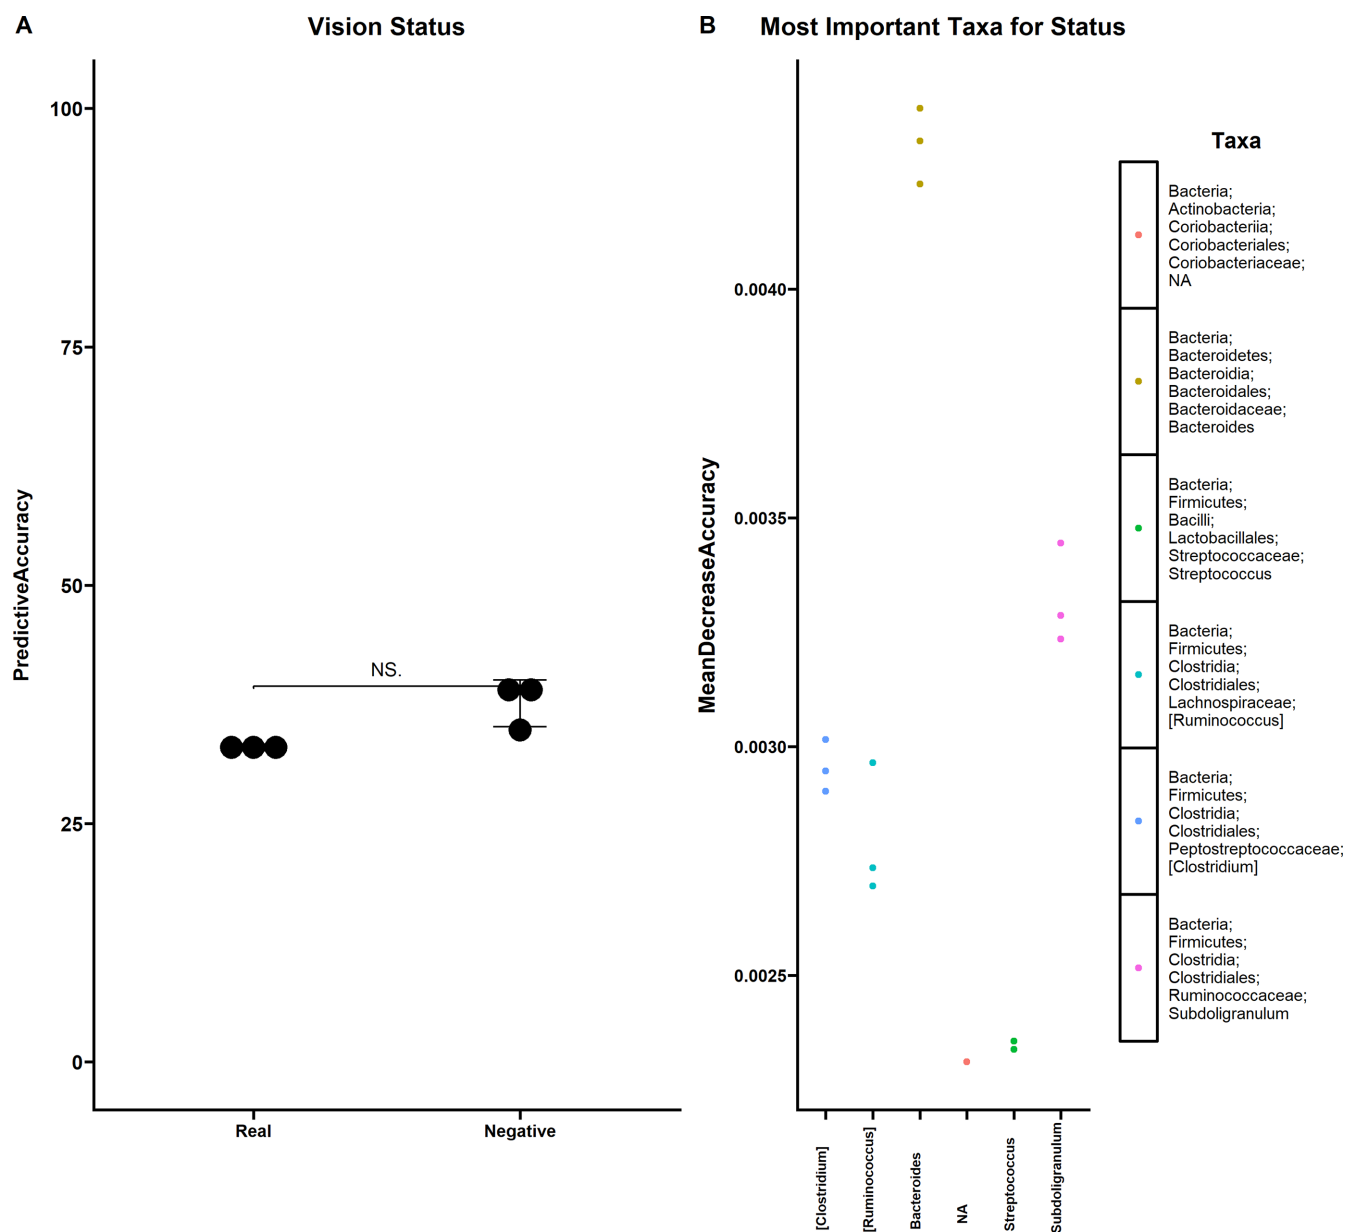 A
Vision Status
PredictiveAccuracy
100
75
50
25
0
NS.
Real
Negative
B
Most Important Taxa for Status
MeanDecreaseAccuracy
0.0040
0.0035
0.0030
0.0025
[Clostridium]
[Ruminococcus]
Bacteroides
NA
Streptococcus
Subdoligranulum
Taxa
Bacteria;
Actinobacteria;
Coriobacteriia;
Coriobacteriales;
Coriobacteriaceae;
NA
Bacteria;
Bacteroidetes;
Bacteroidia;
Bacteroidales;
Bacteroidaceae;
Bacteroides
Bacteria;
Firmicutes;
Bacilli;
Lactobacillales;
Streptococcaceae;
Streptococcus
Bacteria;
Firmicutes;
Clostridia;
Clostridiales;
Lachnospiraceae;
[Ruminococcus]
Bacteria;
Firmicutes;
Clostridia;
Clostridiales;
Peptostreptococcaceae;
[Clostridium]
Bacteria;
Firmicutes;
Clostridia;
Clostridiales;
Ruminococcaceae;
Subdoligranulum